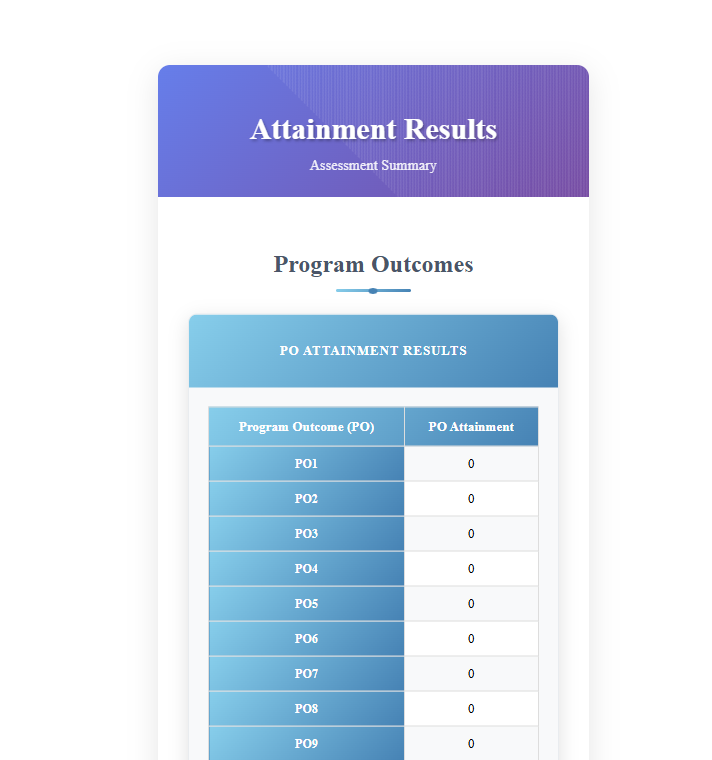 Attainment Results
Assessment Summary
Program Outcomes
PO ATTAINMENT RESULTS
Program Outcome (PO) PO Attainment
PO1 0
PO2 0
PO3 0
PO4 0
PO5 0
PO6 0
PO7 0
PO8 0
PO9 0